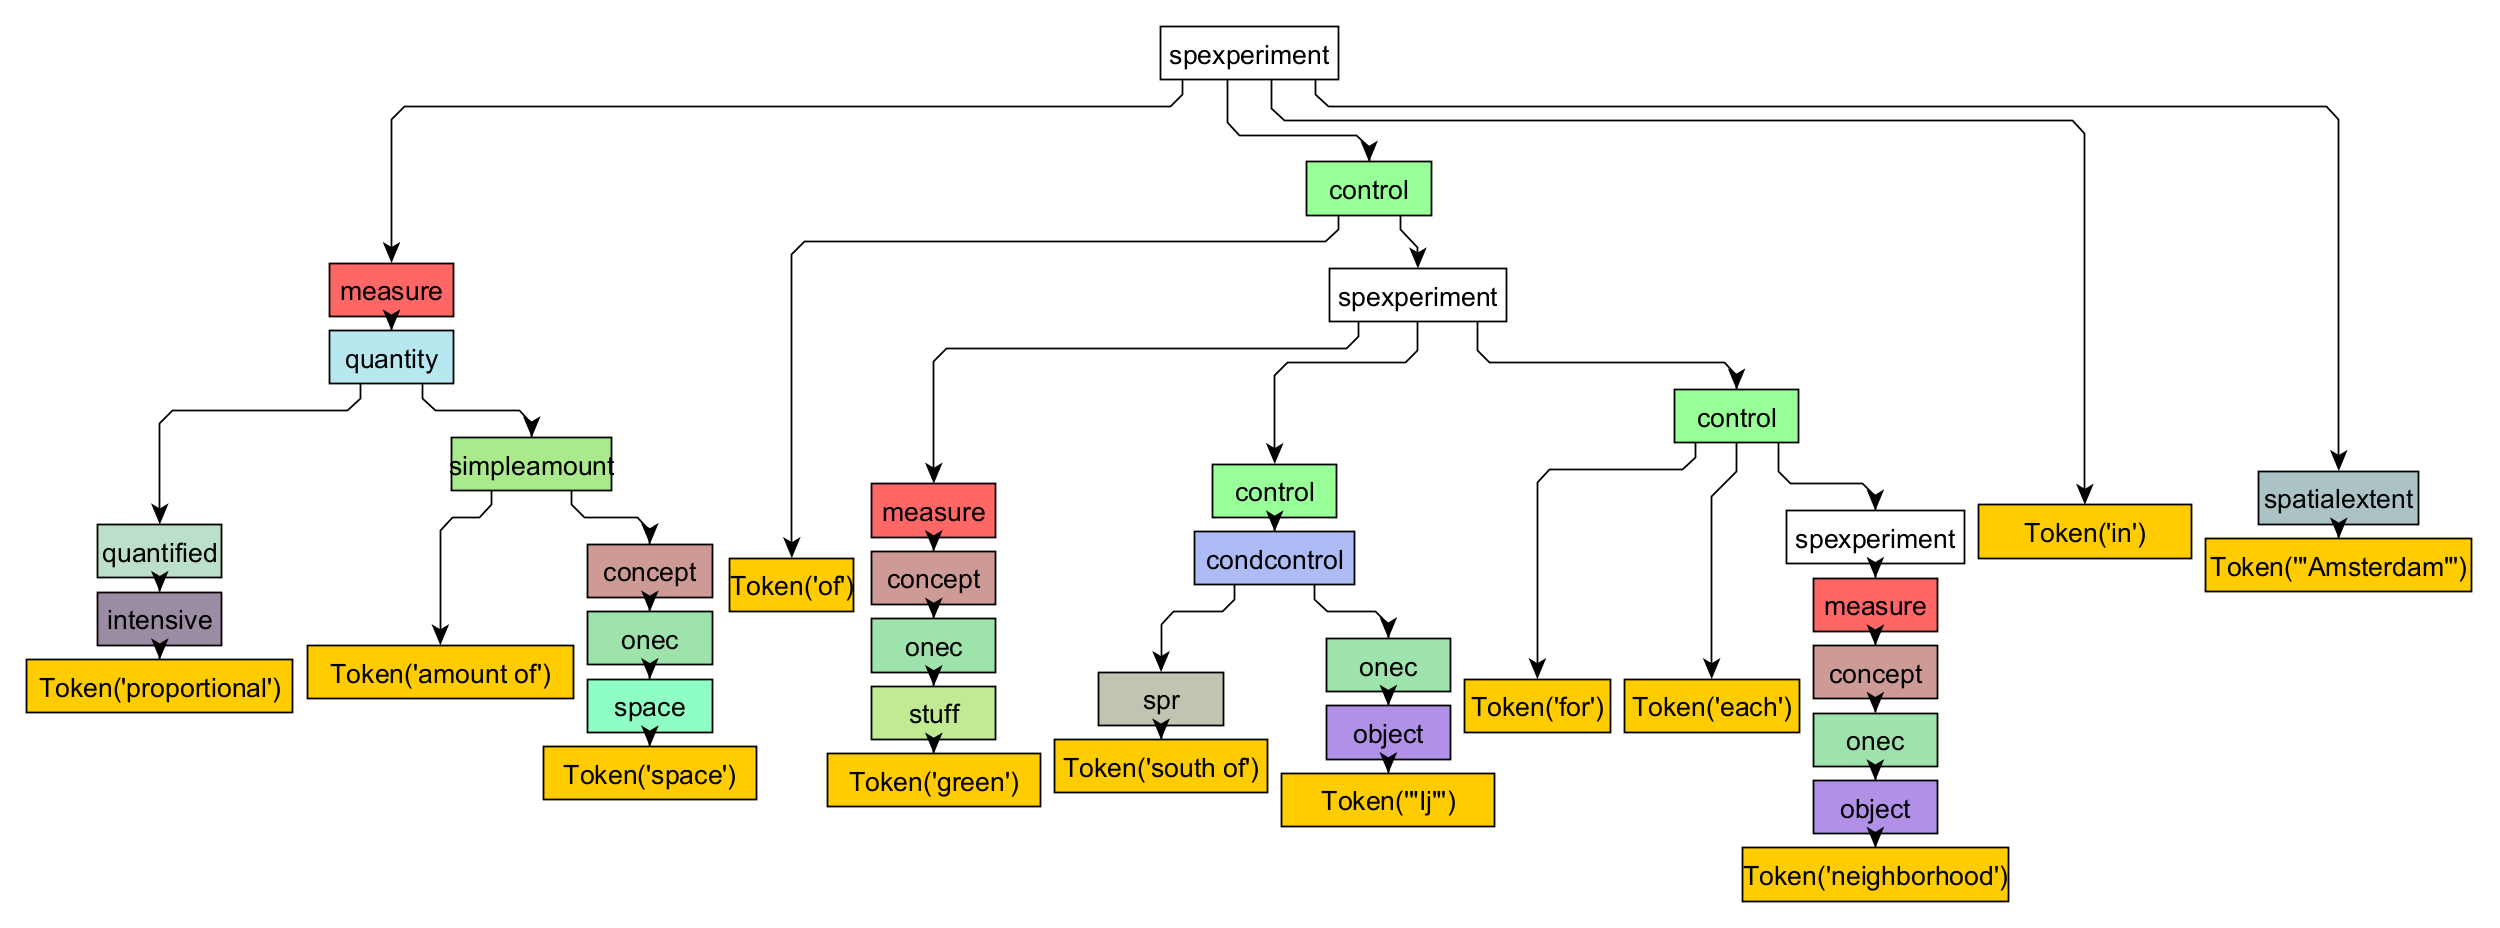 spexperiment
control
measure
spexperiment
quantity
control
simpleamount
control
measure
spatialextent
quantified
concept
Token('of')
concept
condcontrol
spexperiment
Token('in')
Token('"Amsterdam"')
intensive
onec
onec
measure
Token('proportional')
Token('amount of')
space
stuff
spr
onec
Token('for')
Token('each')
concept
Token('space')
Token('green')
Token('south of')
object
onec
Token('"Ij"')
object
Token('neighborhood')